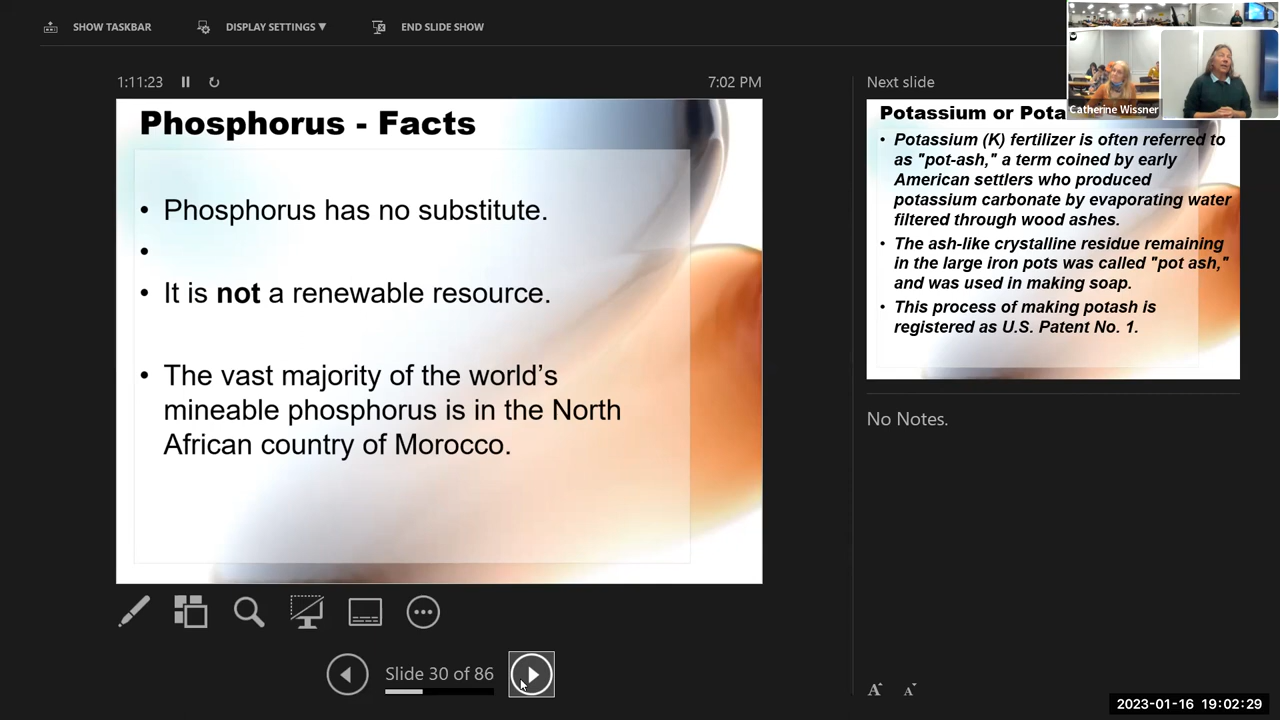 SHOW TASKBAR
DISPLAY SETTINGS ▼
END SLIDE SHOW
1:11:23
7:02 PM
Phosphorus - Facts
• Phosphorus has no substitute.
•
• It is not a renewable resource.
• The vast majority of the world’s
mineable phosphorus is in the North
African country of Morocco.
Slide 30 of 86
Next slide
Potassium or Pota
• Potassium (K) fertilizer is often referred to
as "pot-ash," a term coined by early
American settlers who produced
potassium carbonate by evaporating water
filtered through wood ashes.
• The ash-like crystalline residue remaining
in the large iron pots was called "pot ash,"
and was used in making soap.
• This process of making potash is
registered as U.S. Patent No. 1.
No Notes.
A A
Catherine Wissner
2023-01-16 19:02:29